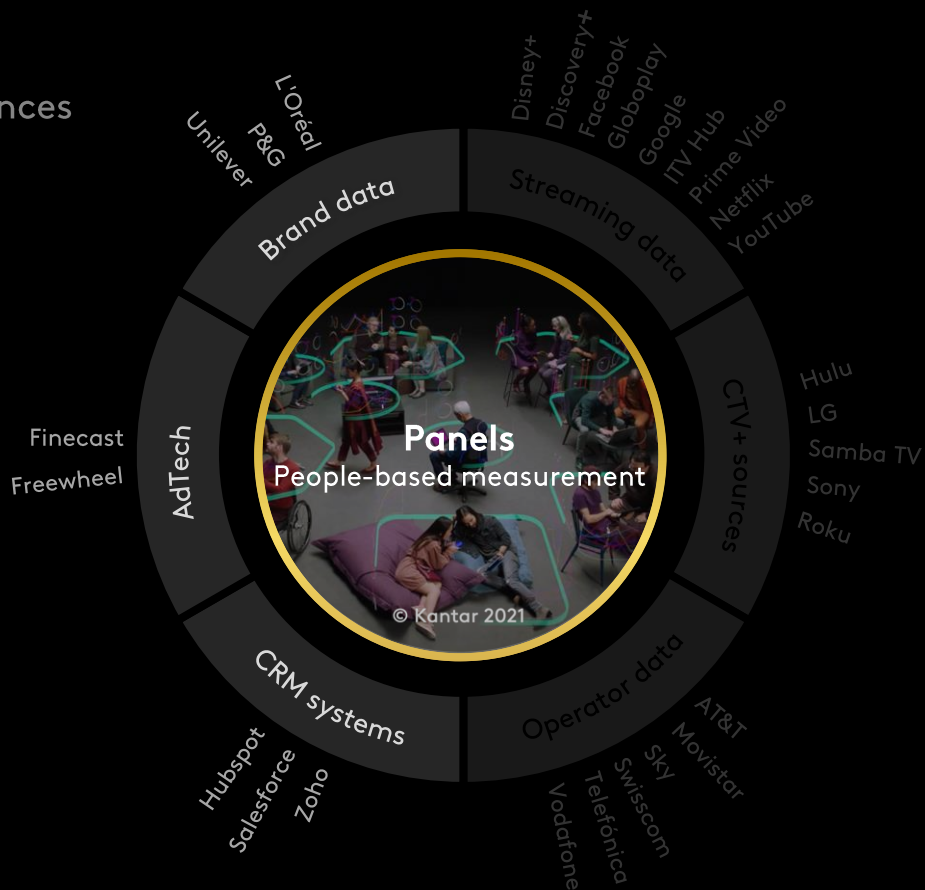 nces
L'Oréal
P&G
Unilever
Brand data
Disney+
Discovery+
Facebook
Globoplay
Google
ITV Hub
Prime Video
Netflix
YouTube
Streaming data
Hulu
LG
Samba TV
Sony
Roku
CTV+ sources
Finecast
Freewheel
AdTech
Panels
People-based measurement
© Kantar 2021
CRM systems
Hubspot
Salesforce
Zoho
Operator data
AT&T
Movistar
Sky
Swisscom
Telefónica
Vodafone